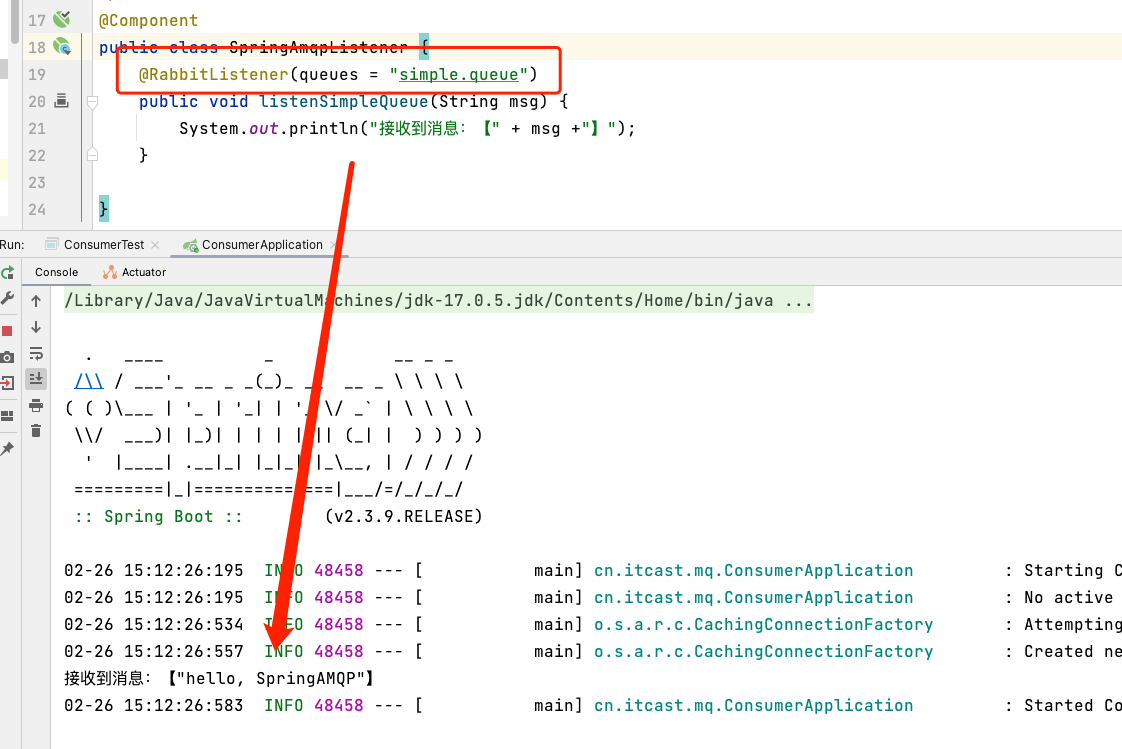 17 @Component
18 public class SpringAmqpListener {
19 @RabbitListener(queues = "simple.queue")
20 public void listenSimpleQueue(String msg) {
21 System.out.println("接收到消息：【" + msg +"】");
22 }
23
24 }
Run: ConsumerTest ConsumerApplication
Console Actuator
/Library/Java/JavaVirtualMachines/jdk-17.0.5.jdk/Contents/Home/bin/java ...
:: Spring Boot :: (v2.3.9.RELEASE)
02-26 15:12:26:195 INFO 48458 --- [ main] cn.itcast.mq.ConsumerApplication : Starting C
02-26 15:12:26:195 INFO 48458 --- [ main] cn.itcast.mq.ConsumerApplication : No active
02-26 15:12:26:534 INFO 48458 --- [ main] o.s.a.r.c.CachingConnectionFactory : Attempting
02-26 15:12:26:557 INFO 48458 --- [ main] o.s.a.r.c.CachingConnectionFactory : Created ne
接收到消息：【"hello, SpringAMQP"】
02-26 15:12:26:583 INFO 48458 --- [ main] cn.itcast.mq.ConsumerApplication : Started Co